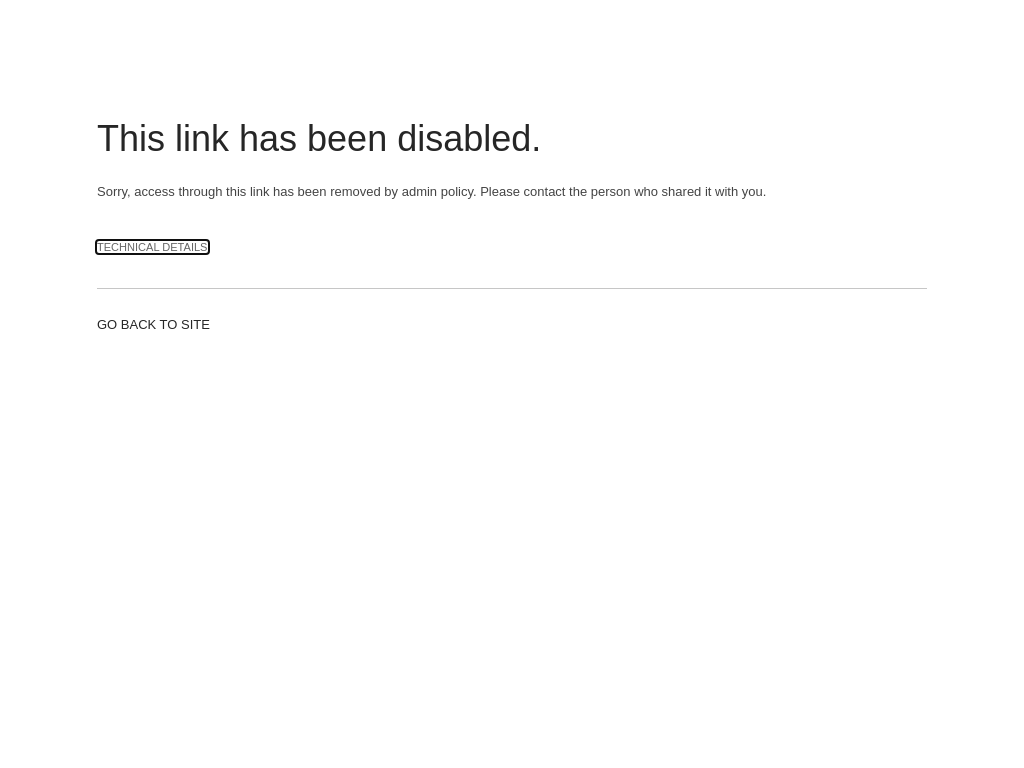 This link has been disabled.
Sorry, access through this link has been removed by admin policy. Please contact the person who shared it with you.
TECHNICAL DETAILS
GO BACK TO SITE